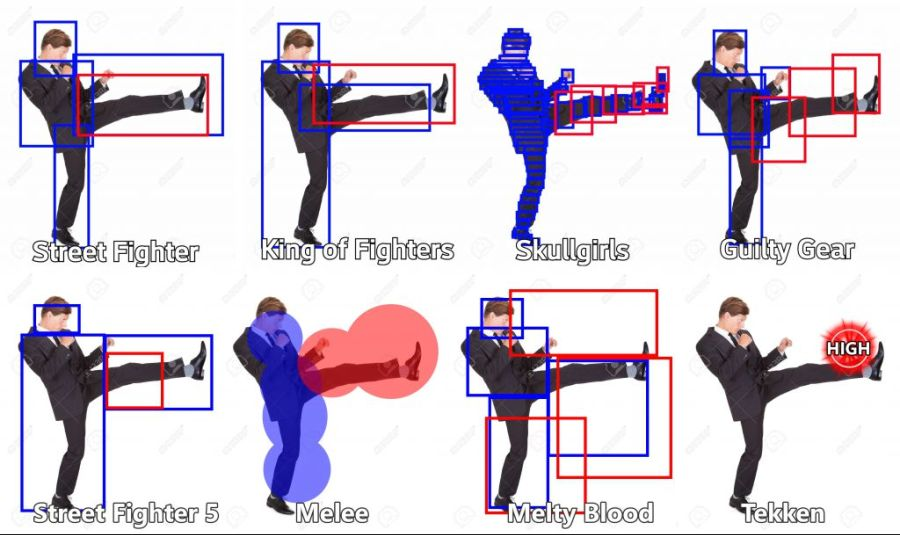 Street Fighter
King of Fighters
Skullgirls
Guilty Gear
HIGH
Street Fighter 5
Melee
Melty Blood
Tekken